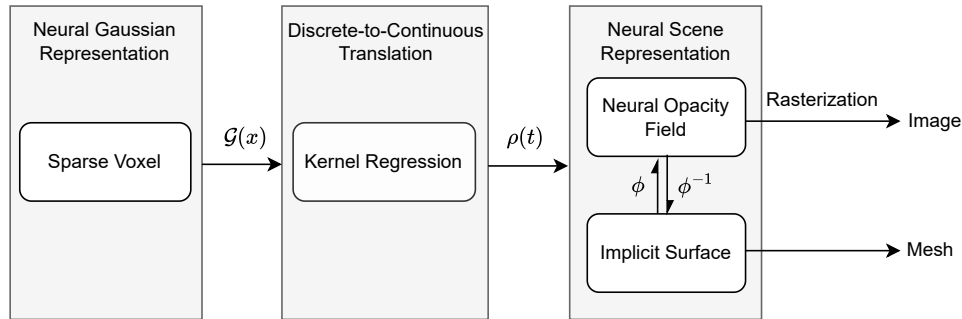 Neural Gaussian
Representation
Sparse Voxel
𝒢(x)
Discrete-to-Continuous
Translation
Kernel Regression
ρ(t)
Neural Scene
Representation
Neural Opacity
Field
ϕ
ϕ⁻¹
Implicit Surface
Rasterization
Image
Mesh